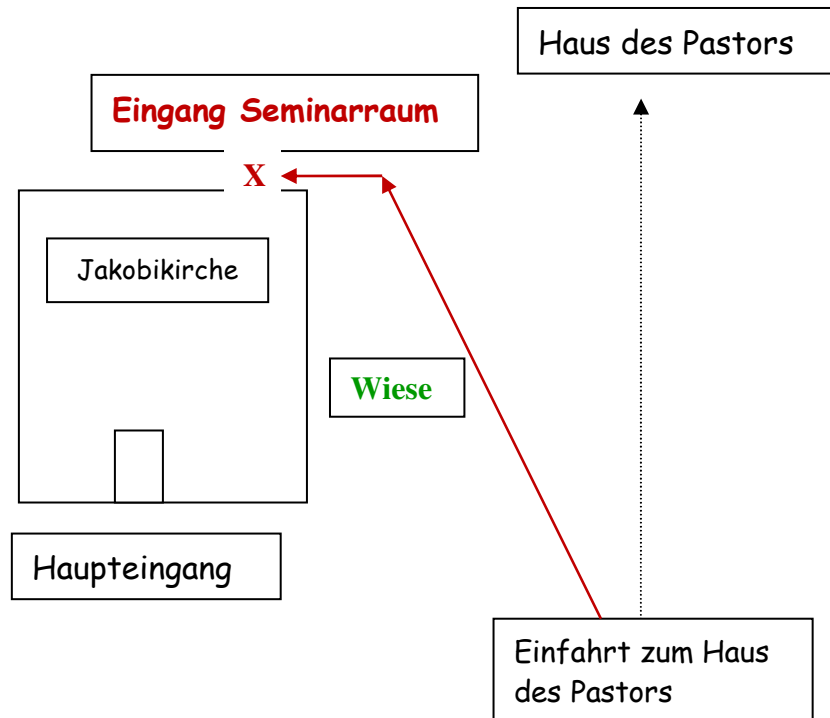 Haus des Pastors
Eingang Seminarraum
X
Jakobikirche
Wiese
Haupteingang
Einfahrt zum Haus
des Pastors